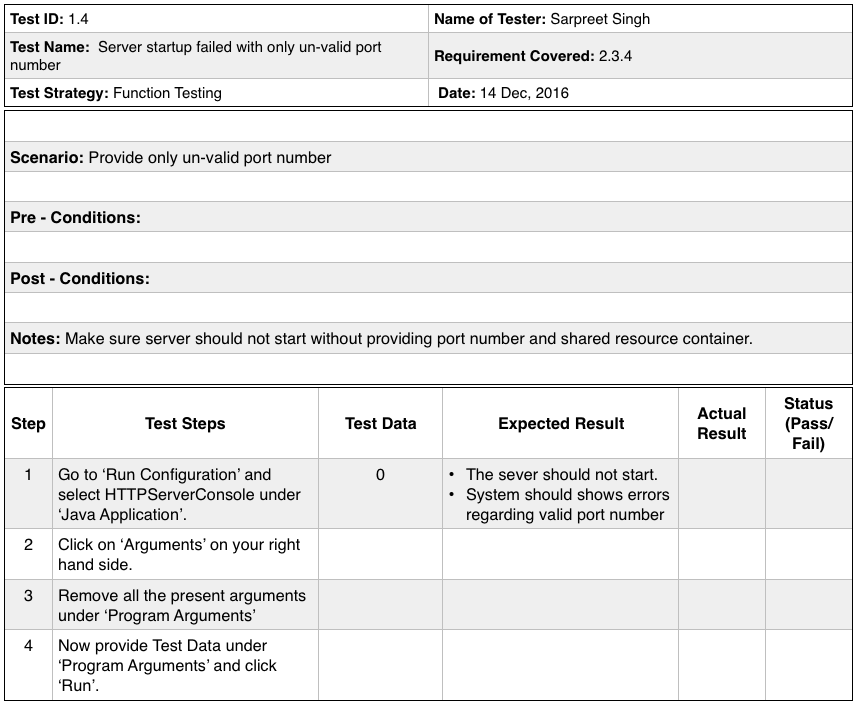 Test ID: 1.4
Name of Tester: Sarpreet Singh
Test Name:  Server startup failed with only un-valid port
number
Requirement Covered: 2.3.4
Test Strategy: Function Testing
Date: 14 Dec, 2016
Scenario: Provide only un-valid port number
Pre - Conditions:
Post - Conditions:
Notes: Make sure server should not start without providing port number and shared resource container.
Step
Test Steps
Test Data
Expected Result
Actual
Result
Status
(Pass/
Fail)
1
Go to ‘Run Configuration’ and
select HTTPServerConsole under
‘Java Application’.
0
• The sever should not start.
• System should shows errors
regarding valid port number
2
Click on ‘Arguments’ on your right
hand side.
3
Remove all the present arguments
under ‘Program Arguments’
4
Now provide Test Data under
‘Program Arguments’ and click
‘Run’.